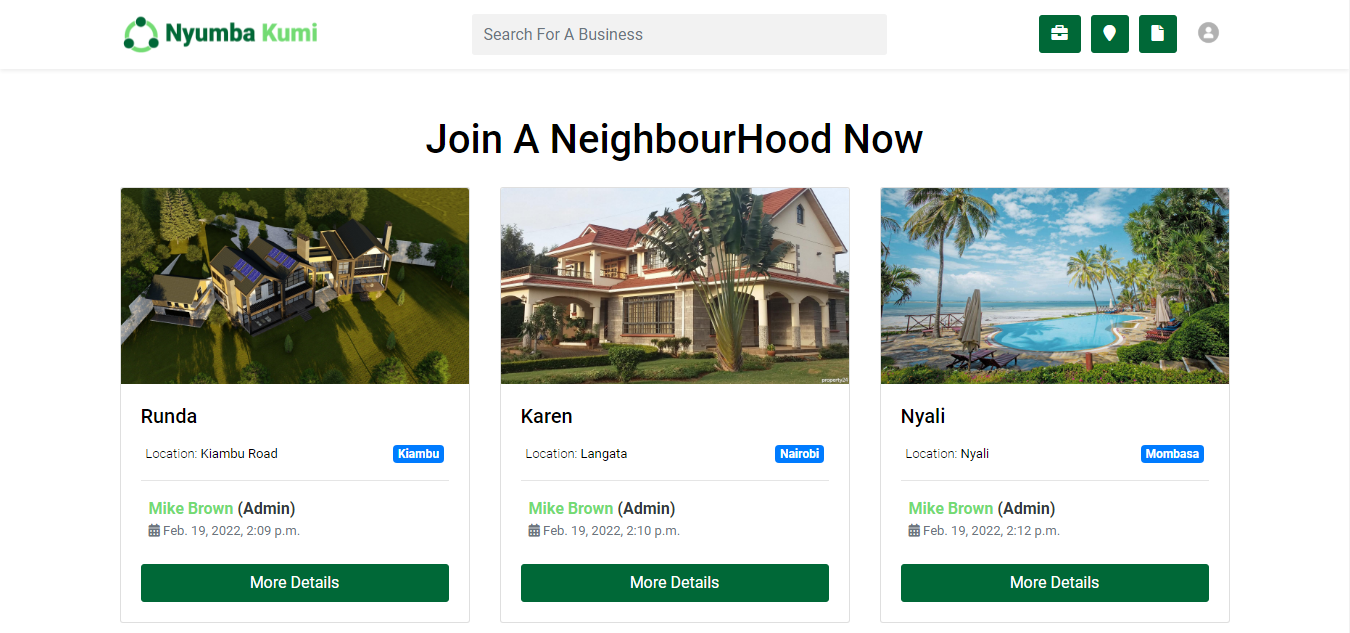 Nyumba Kumi
Search For A Business
Join A NeighbourHood Now
property24
Runda
Location: Kiambu Road
Kiambu
Mike Brown (Admin)
Feb. 19, 2022, 2:09 p.m.
More Details
Karen
Location: Langata
Nairobi
Mike Brown (Admin)
Feb. 19, 2022, 2:10 p.m.
More Details
Nyali
Location: Nyali
Mombasa
Mike Brown (Admin)
Feb. 19, 2022, 2:12 p.m.
More Details